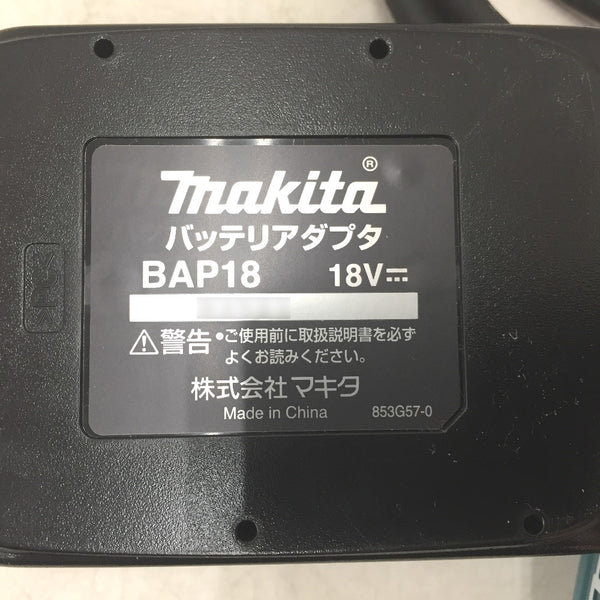 makita®
バッテリアダプタ
BAP18 18V⎓
⚠警告 •ご使用前に取扱説明書を必ず
よくお読みください。
株式会社マキタ
Made in China 853G57-0